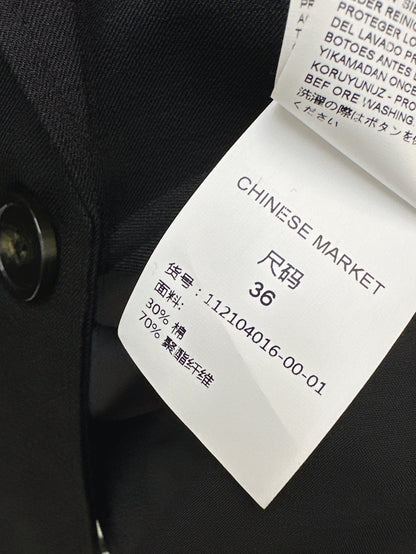 PROTEGER LO
DEL LAVADO PR
BOTOES ANTES
YIKAMADAN ONCE
KORUYUNUZ - PRO
BEF ORE WASHING
洗濯の際はボタンを
ください
CHINESE MARKET
尺码
36
货号：112104016-00-01
面料：
30% 棉
70% 聚酯纤维